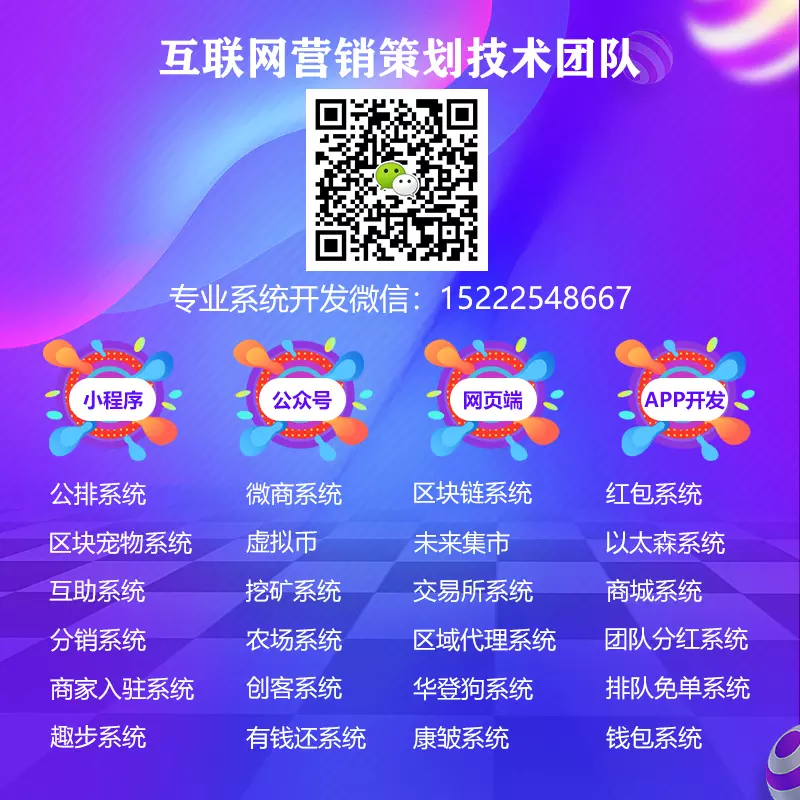 互联网营销策划技术团队
专业系统开发微信：15222548667
小程序 公众号 网页端 APP开发
公排系统 微商系统 区块链系统 红包系统
区块宠物系统 虚拟币 未来集市 以太森系统
互助系统 挖矿系统 交易所系统 商城系统
分销系统 农场系统 区域代理系统 团队分红系统
商家入驻系统 创客系统 华登狗系统 排队免单系统
趣步系统 有钱还系统 康皱系统 钱包系统